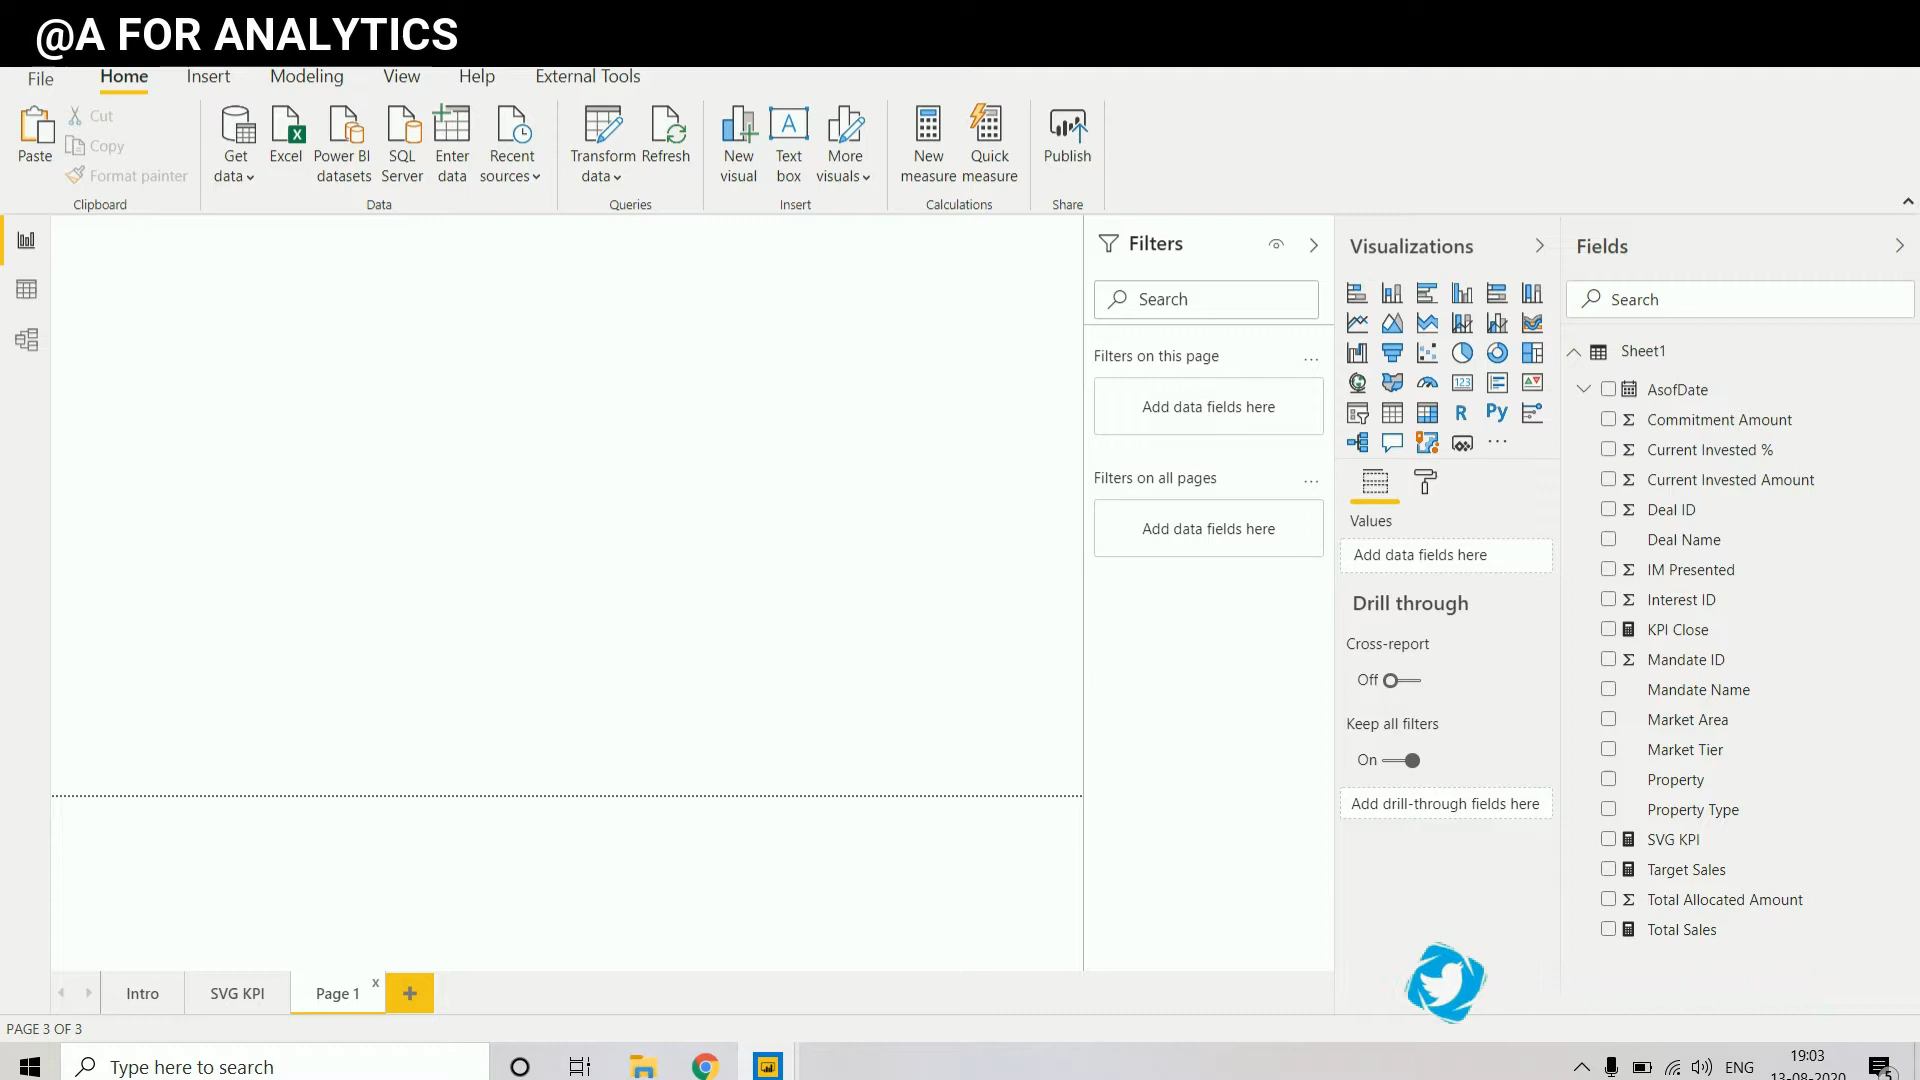 @A FOR ANALYTICS
File Home Insert Modeling View Help External Tools
Paste
Cut
Copy
Format painter
Clipboard
Get data
Excel
Power BI datasets
SQL Server
Enter data
Recent sources
Data
Transform data
Refresh
Queries
New visual
Text box
More visuals
Insert
New measure
Quick measure
Calculations
Publish
Share
Filters
Search
Filters on this page ...
Add data fields here
Filters on all pages ...
Add data fields here
Visualizations
123
R
Py
...
Values
Add data fields here
Drill through
Cross-report
Off
Keep all filters
On
Add drill-through fields here
Fields
Search
Sheet1
AsofDate
Σ Commitment Amount
Σ Current Invested %
Σ Current Invested Amount
Σ Deal ID
Deal Name
Σ IM Presented
Σ Interest ID
KPI Close
Σ Mandate ID
Mandate Name
Market Area
Market Tier
Property
Property Type
SVG KPI
Target Sales
Σ Total Allocated Amount
Total Sales
Intro
SVG KPI
Page 1 x
+
PAGE 3 OF 3
Type here to search
ENG
19:03
13-08-2020
5